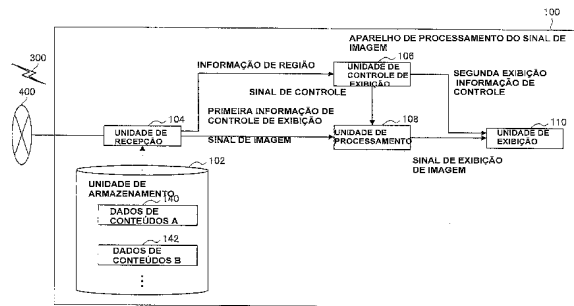 100
APARELHO DE PROCESSAMENTO DO SINAL DE
IMAGEM
300
400
INFORMAÇÃO DE REGIÃO
106
UNIDADE DE
CONTROLE DE
EXIBIÇÃO
SEGUNDA EXIBIÇÃO
INFORMAÇÃO DE
CONTROLE
SINAL DE CONTROLE
104
UNIDADE DE
RECEPÇÃO
PRIMEIRA INFORMAÇÃO DE
CONTROLE DE EXIBIÇÃO
SINAL DE IMAGEM
108
UNIDADE DE
PROCESSAMENTO
110
UNIDADE DE
EXIBIÇÃO
SINAL DE EXIBIÇÃO
DE IMAGEM
102
UNIDADE DE
ARMAZENAMENTO
140
DADOS DE
CONTEÚDOS A
142
DADOS DE
CONTEÚDOS B